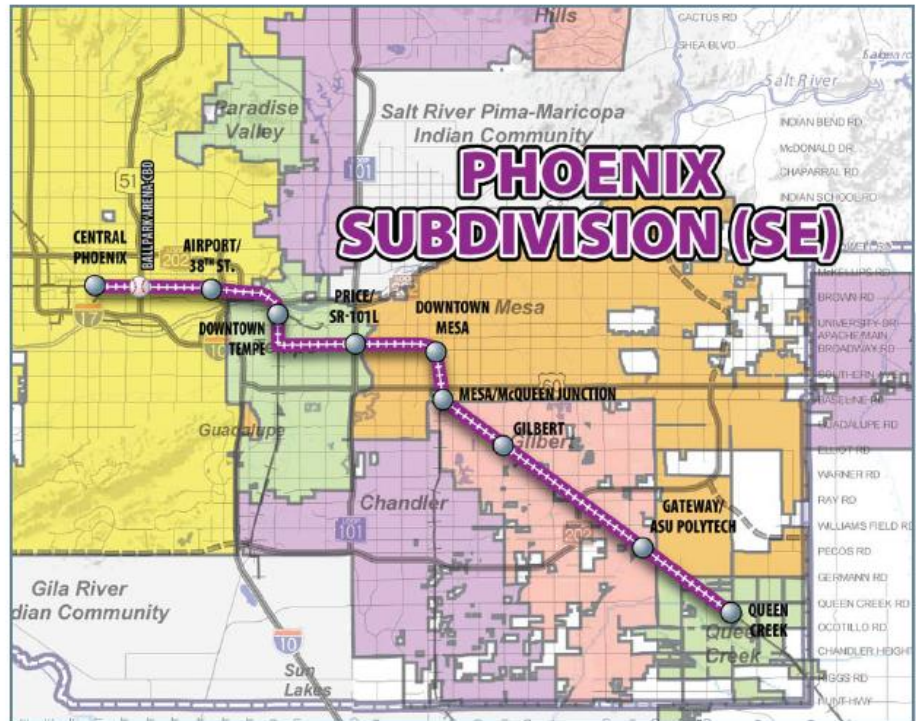 Hills
CACTUS RD
SHEA BLVD
Salt River
Paradise
Valley
Salt River Pima-Maricopa
Indian Community
INDIAN BEND RD
McDONALD DR
CHAPARRAL RD
INDIAN SCHOOL RD
101
51
PHOENIX
SUBDIVISION (SE)
BALLPARK/ARENA/CBD
CENTRAL
PHOENIX
AIRPORT/
38TH ST.
202
17
10
DOWNTOWN
TEMPE
PRICE/
SR-101L
DOWNTOWN
MESA
Mesa
McKELLIPS RD
BROWN RD
UNIVERSITY DR
APACHE/MAIN
BROADWAY RD
SOUTHERN AVE
60
BASELINE RD
MESA/McQUEEN JUNCTION
Guadalupe
GUADALUPE RD
GILBERT
Gilbert
ELLIOT RD
WARNER RD
RAY RD
Chandler
101
202
GATEWAY/
ASU POLYTECH
WILLIAMS FIELD RD
PECOS RD
GERMANN RD
Gila River
dian Community
QUEEN
CREEK
Queen
Creek
QUEEN CREEK RD
OCOTILLO RD
CHANDLER HEIGHT
RIGGS RD
HUNT HWY
10
Sun
Lakes